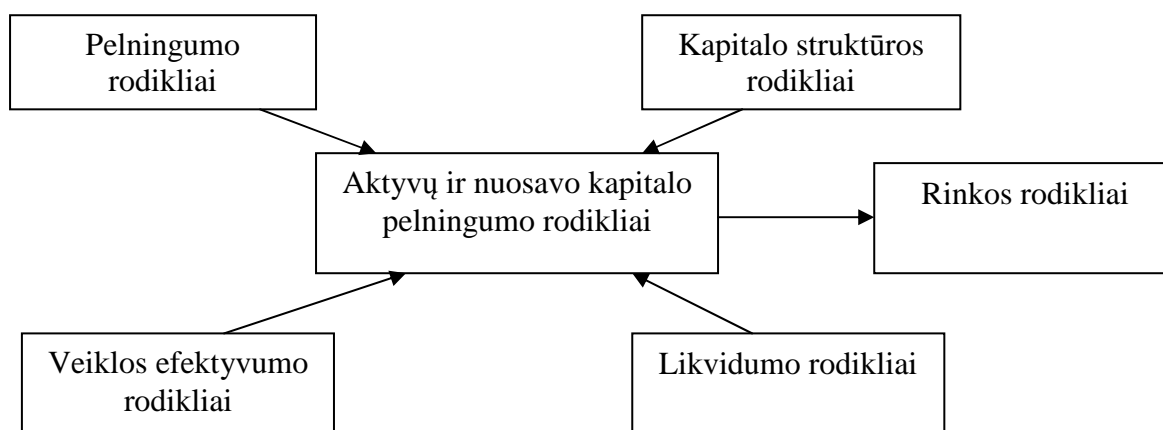 Pelningumo
rodikliai
Kapitalo struktūros
rodikliai
Aktyvų ir nuosavo kapitalo
pelningumo rodikliai
Rinkos rodikliai
Veiklos efektyvumo
rodikliai
Likvidumo rodikliai